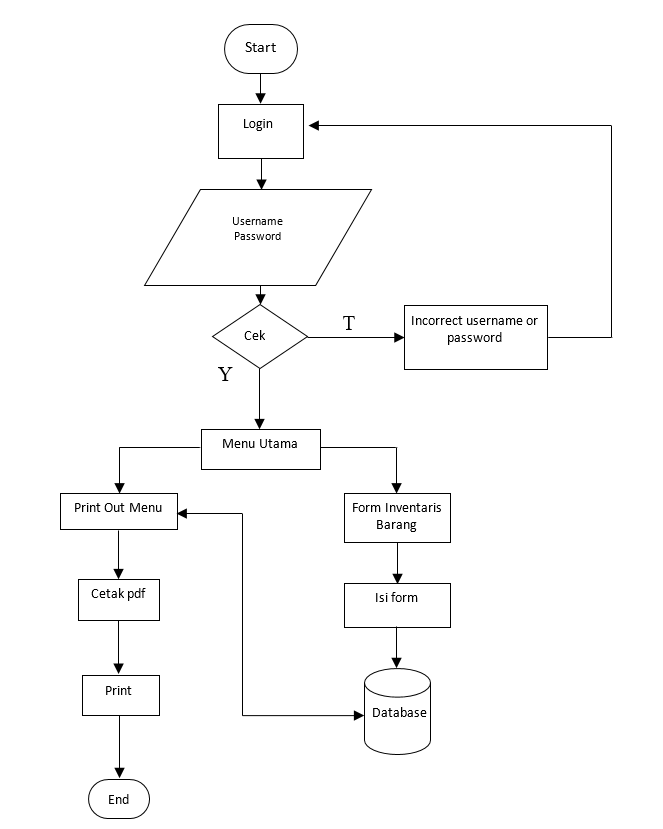 Start
Login
Username
Password
Cek
T
Incorrect username or
password
Y
Menu Utama
Print Out Menu
Form Inventaris
Barang
Cetak pdf
Isi form
Print
Database
End